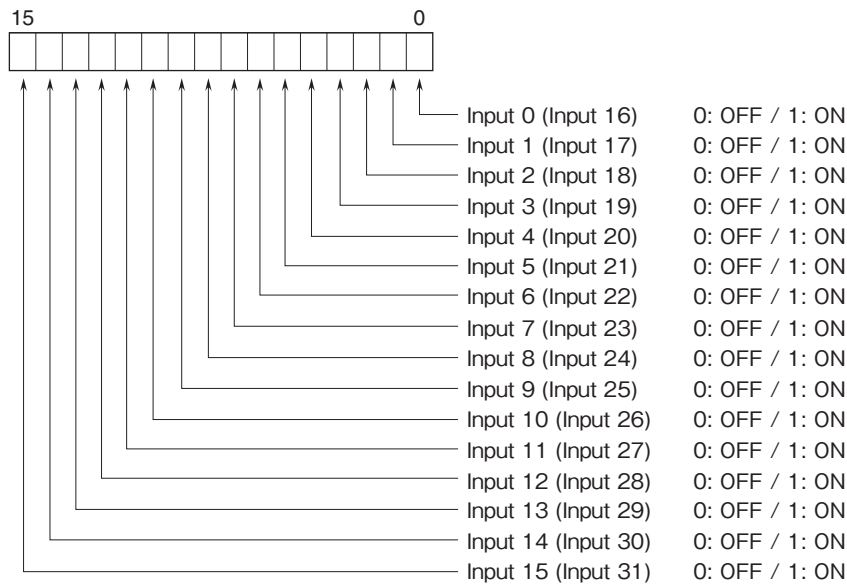 15 0
Input 0 (Input 16) 0: OFF / 1: ON
Input 1 (Input 17) 0: OFF / 1: ON
Input 2 (Input 18) 0: OFF / 1: ON
Input 3 (Input 19) 0: OFF / 1: ON
Input 4 (Input 20) 0: OFF / 1: ON
Input 5 (Input 21) 0: OFF / 1: ON
Input 6 (Input 22) 0: OFF / 1: ON
Input 7 (Input 23) 0: OFF / 1: ON
Input 8 (Input 24) 0: OFF / 1: ON
Input 9 (Input 25) 0: OFF / 1: ON
Input 10 (Input 26) 0: OFF / 1: ON
Input 11 (Input 27) 0: OFF / 1: ON
Input 12 (Input 28) 0: OFF / 1: ON
Input 13 (Input 29) 0: OFF / 1: ON
Input 14 (Input 30) 0: OFF / 1: ON
Input 15 (Input 31) 0: OFF / 1: ON